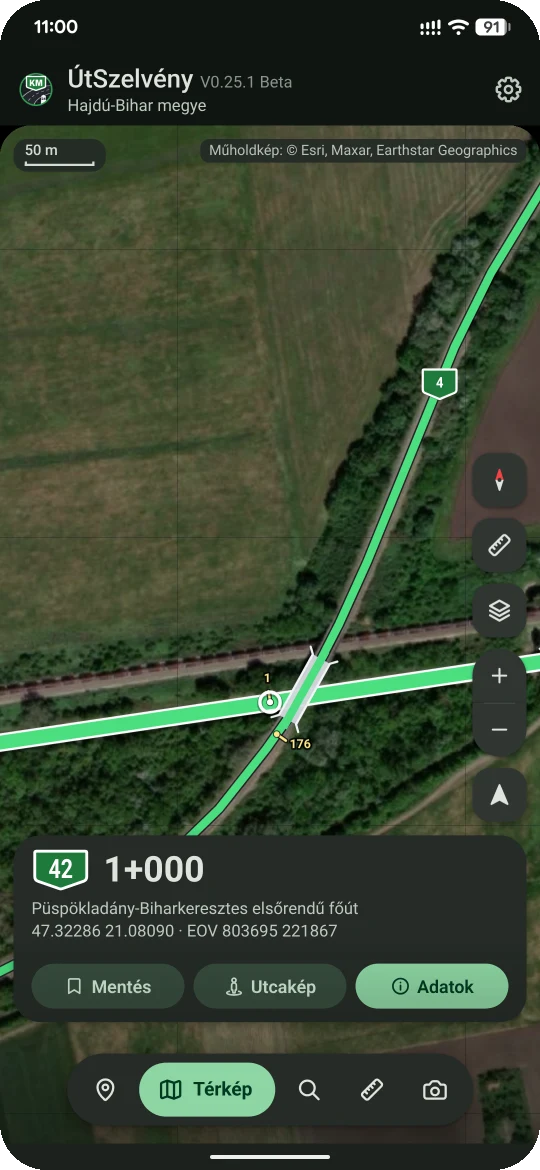 11:00
91
KM
ÚtSzelvény V0.25.1 Beta
Hajdú-Bihar megye
50 m
Műholdkép: © Esri, Maxar, Earthstar Geographics
4
1
176
42 1+000
Püspökladány-Biharkeresztes elsőrendű főút
47.32286 21.08090 · EOV 803695 221867
Mentés
Utcakép
Adatok
Térkép